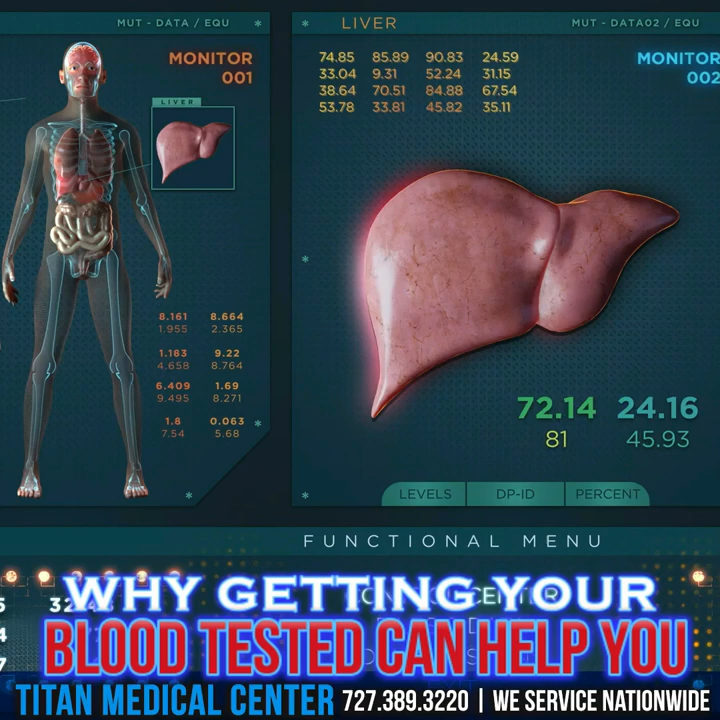 MUT - DATA / EQU
MONITOR
001
LIVER
8.161 8.664
1.955 2.365
1.183 9.22
4.658 8.764
6.409 1.69
9.495 8.271
1.8 0.063
7.54 5.68
LIVER
MUT - DATA02 / EQU
74.85 85.89 90.83 24.59
33.04 9.31 52.24 31.15
38.64 70.51 84.88 67.54
53.78 33.81 45.82 35.11
MONITOR
002
72.14 24.16
81 45.93
LEVELS DP-ID PERCENT
FUNCTIONAL MENU
WHY GETTING YOUR
BLOOD TESTED CAN HELP YOU
TITAN MEDICAL CENTER 727.389.3220 | WE SERVICE NATIONWIDE